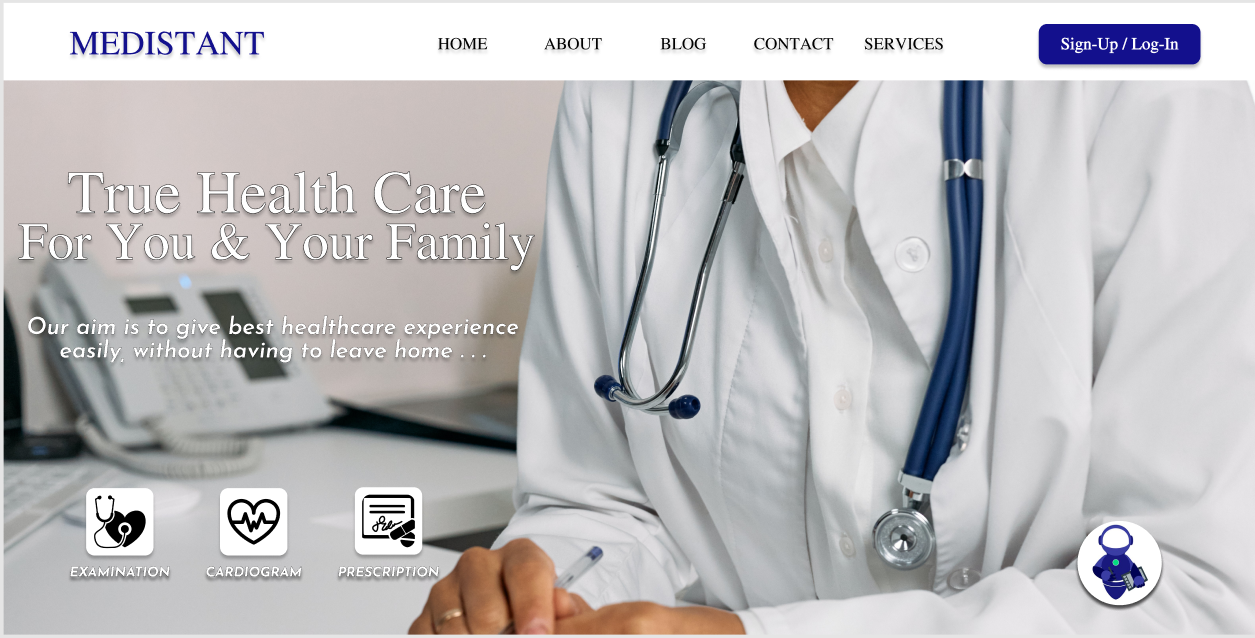 MEDISTANT
HOME
ABOUT
BLOG
CONTACT
SERVICES
Sign-Up / Log-In
True Health Care
For You & Your Family
Our aim is to give best healthcare experience
easily, without having to leave home . . .
EXAMINATION
CARDIOGRAM
PRESCRIPTION